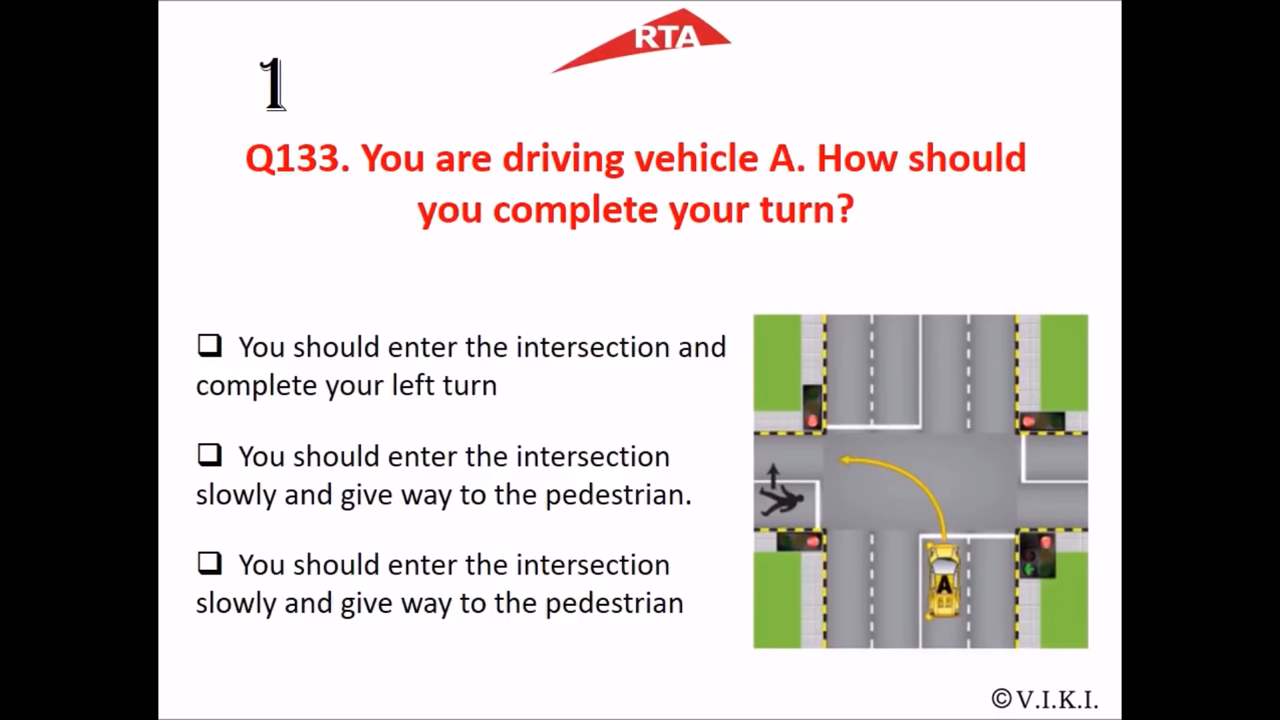 RTA
1
Q133. You are driving vehicle A. How should
you complete your turn?
You should enter the intersection and
complete your left turn
You should enter the intersection
slowly and give way to the pedestrian.
You should enter the intersection
slowly and give way to the pedestrian
A
©V.I.K.I.